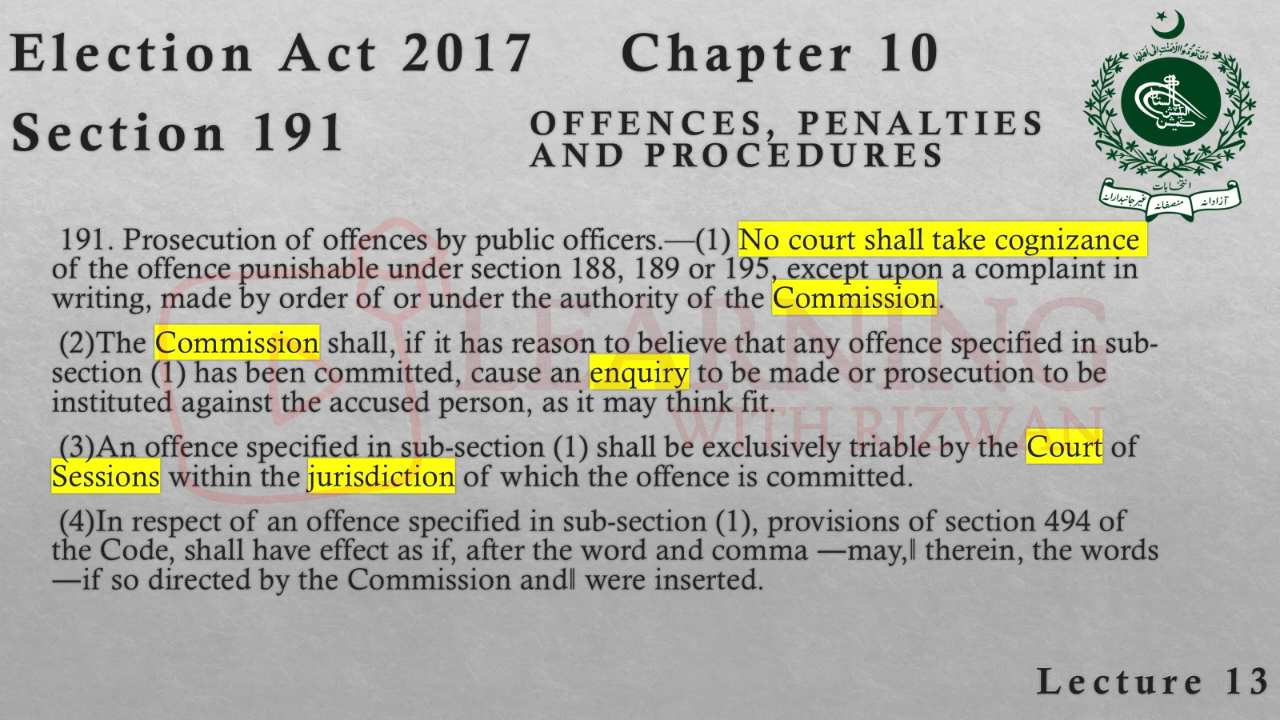 Election Act 2017 Chapter 10
Section 191
OFFENCES, PENALTIES
AND PROCEDURES
انتخابات
آزادانہ منصفانہ غیرجانبدارانہ
191. Prosecution of offences by public officers.—(1) No court shall take cognizance
of the offence punishable under section 188, 189 or 195, except upon a complaint in
writing, made by order of or under the authority of the Commission.
(2)The Commission shall, if it has reason to believe that any offence specified in sub-
section (1) has been committed, cause an enquiry to be made or prosecution to be
instituted against the accused person, as it may think fit.
(3)An offence specified in sub-section (1) shall be exclusively triable by the Court of
Sessions within the jurisdiction of which the offence is committed.
(4)In respect of an offence specified in sub-section (1), provisions of section 494 of
the Code, shall have effect as if, after the word and comma ―may,‖ therein, the words
―if so directed by the Commission and‖ were inserted.
LEARNING
WITH RIZWAN
Lecture 13